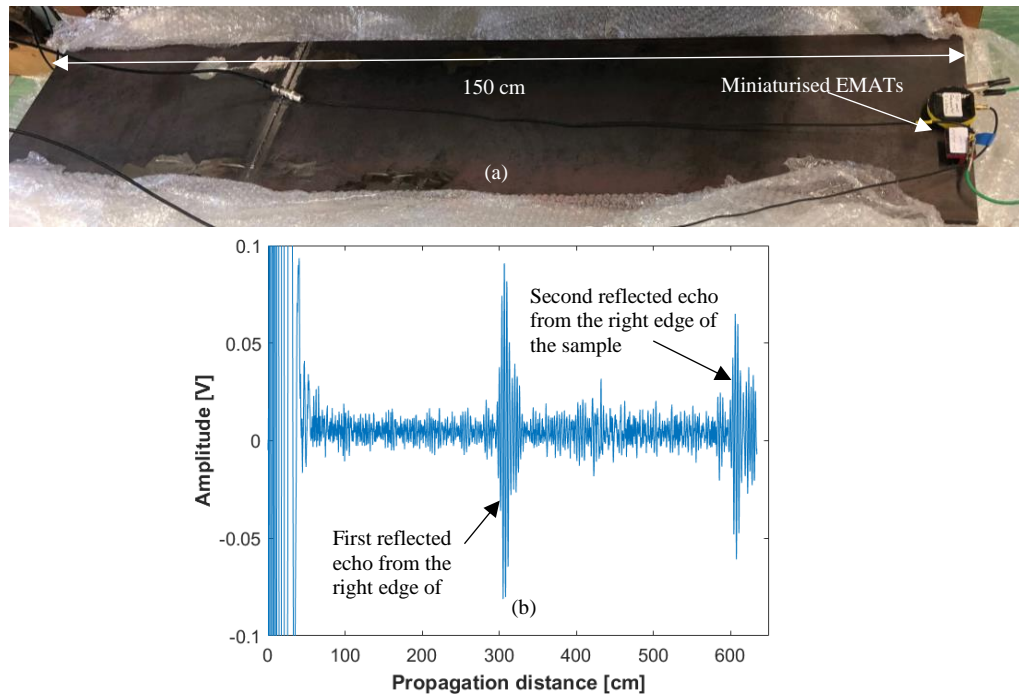 150 cm
Miniaturised EMATs
(a)
0.1
0.05
0
-0.05
-0.1
Amplitude [V]
Second reflected echo
from the right edge of
the sample
First reflected
echo from the
right edge of
(b)
0
100
200
300
400
500
600
Propagation distance [cm]